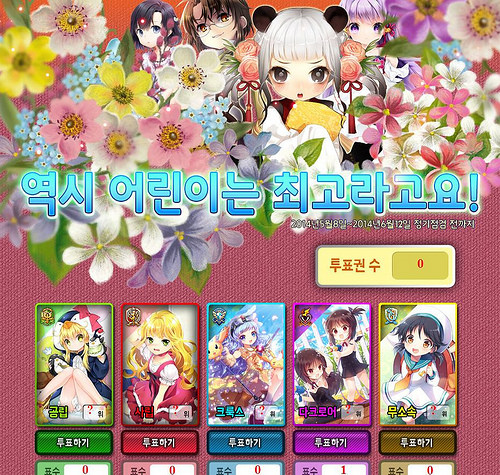 역시 어린이는 최고라고요!
2014년5월8일~2014년6월12일 정기점검 전까지
투표권 수 0
공립 ? 위 시립 위 크룩스 ? 위 다크로어 위 무소속 위
투표하기 투표하기 투표하기 투표하기 투표하기
표수 0 표수 0 표수 0 표수 1 표수 0